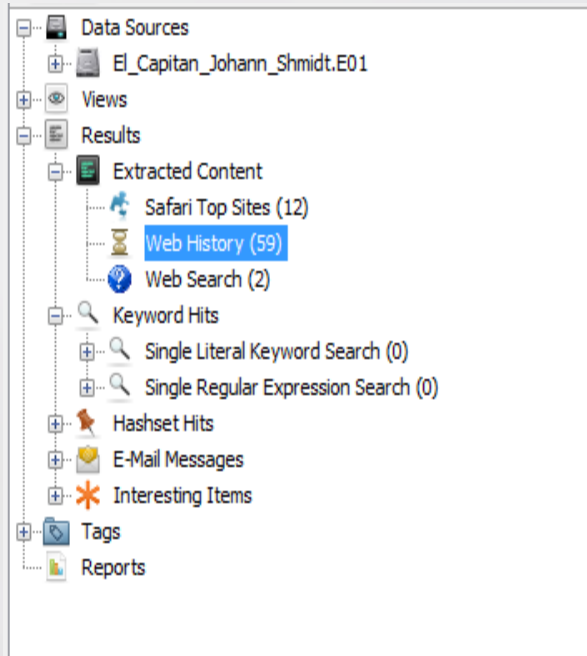 Data Sources
El_Capitan_Johann_Shmidt.E01
Views
Results
Extracted Content
Safari Top Sites (12)
Web History (59)
Web Search (2)
Keyword Hits
Single Literal Keyword Search (0)
Single Regular Expression Search (0)
Hashset Hits
E-Mail Messages
Interesting Items
Tags
Reports